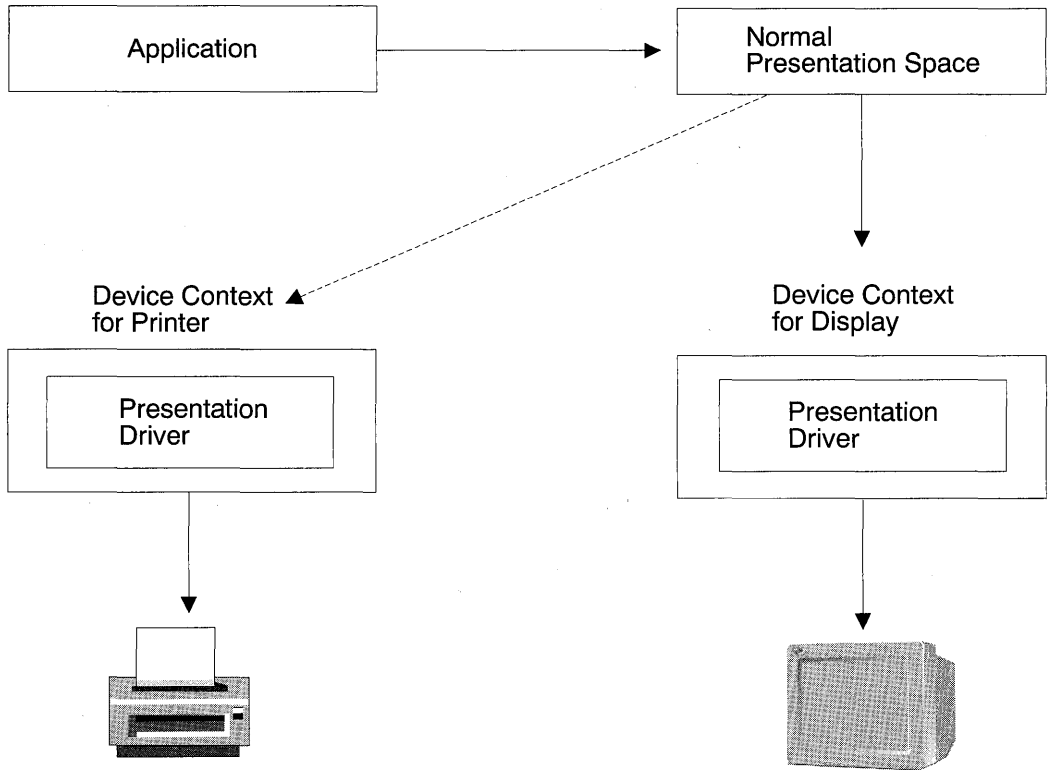 Application
Normal
Presentation Space
Device Context
for Printer
Device Context
for Display
Presentation
Driver
Presentation
Driver